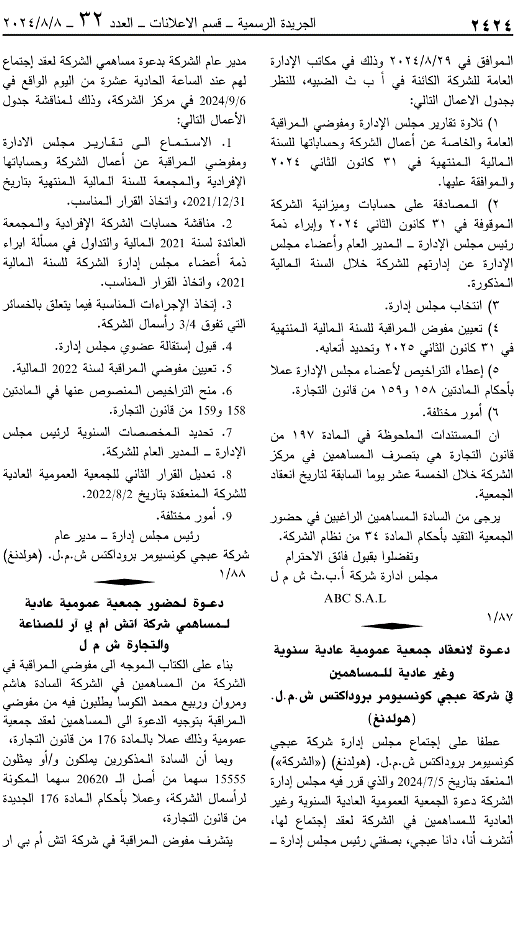 ٢٤٢٤
الجريدة الرسمية ــ قسم الاعلانات ــ العدد ٣٢ ــ ٢٠٢٤/٨/٨
الموافق في ٢٠٢٤/٨/٢٩ وذلك في مكاتب الإدارة
العامة للشركة الكائنة في أ ب ث الضبيه، للنظر
بجدول الاعمال التالي:
١) تلاوة تقارير مجلس الإدارة ومفوضي المراقبة
العامة والخاصة عن أعمال الشركة وحساباتها للسنة
المالية المنتهية في ٣١ كانون الثاني ٢٠٢٤
والموافقة عليها.
٢) المصادقة على حسابات وميزانية الشركة
الموقوفة في ٣١ كانون الثاني ٢٠٢٤ وإبراء ذمة
رئيس مجلس الإدارة ــ المدير العام وأعضاء مجلس
الإدارة عن إدارتهم للشركة خلال السنة المالية
المذكورة.
٣) انتخاب مجلس إدارة.
٤) تعيين مفوض المراقبة للسنة المالية المنتهية
في ٣١ كانون الثاني ٢٠٢٥ وتحديد أتعابه.
٥) إعطاء التراخيص لأعضاء مجلس الإدارة عملا
بأحكام المادتين ١٥٨ و١٥٩ من قانون التجارة.
٦) أمور مختلفة.
ان المستندات الملحوظة في المادة ١٩٧ من
قانون التجارة هي بتصرف المساهمين في مركز
الشركة خلال الخمسة عشر يوما السابقة لتاريخ انعقاد
الجمعية.
يرجى من السادة المساهمين الراغبين في حضور
الجمعية التقيد بأحكام المادة ٣٤ من نظام الشركة.
وتفضلوا بقبول فائق الاحترام
مجلس ادارة شركة أ.ب.ث ش م ل
ABC S.A.L
١/٨٧
دعوة لانعقاد جمعية عمومية عادية سنوية
وغير عادية للمساهمين
في شركة عبجي كونسيومر بروداكتس ش.م.ل.
(هولدنغ)
عطفا على إجتماع مجلس إدارة شركة عبجي
كونسيومر بروداكتس ش.م.ل. (هولدنغ) («الشركة»)
المنعقد بتاريخ 2024/7/5 والذي قرر فيه مجلس إدارة
الشركة دعوة الجمعية العمومية العادية السنوية وغير
العادية للمساهمين في الشركة لعقد إجتماع لها،
أتشرف أنا، دانا عبجي، بصفتي رئيس مجلس إدارة ــ
مدير عام الشركة بدعوة مساهمي الشركة لعقد إجتماع
لهم عند الساعة الحادية عشرة من اليوم الواقع في
2024/9/6 في مركز الشركة، وذلك لمناقشة جدول
الأعمال التالي:
1. الاستماع الى تقارير مجلس الادارة
ومفوضي المراقبة عن أعمال الشركة وحساباتها
الإفرادية والمجمعة للسنة المالية المنتهية بتاريخ
2021/12/31، واتخاذ القرار المناسب.
2. مناقشة حسابات الشركة الإفرادية والمجمعة
العائدة لسنة 2021 المالية والتداول في مسألة ابراء
ذمة أعضاء مجلس إدارة الشركة للسنة المالية
2021، واتخاذ القرار المناسب.
3. إتخاذ الإجراءات المناسبة فيما يتعلق بالخسائر
التي تفوق 3/4 رأسمال الشركة.
4. قبول إستقالة عضوي مجلس إدارة.
5. تعيين مفوضي المراقبة لسنة 2022 المالية.
6. منح التراخيص المنصوص عنها في المادتين
158 و159 من قانون التجارة.
7. تحديد المخصصات السنوية لرئيس مجلس
الإدارة ــ المدير العام للشركة.
8. تعديل القرار الثاني للجمعية العمومية العادية
للشركة المنعقدة بتاريخ 2022/8/2.
9. أمور مختلفة.
رئيس مجلس إدارة ــ مدير عام
شركة عبجي كونسيومر بروداكتس ش.م.ل. (هولدنغ)
١/٨٨
دعوة لحضور جمعية عمومية عادية
لمساهمي شركة اتش أم بي آر للصناعة
والتجارة ش م ل
بناء على الكتاب الموجه الى مفوضي المراقبة في
الشركة من المساهمين في الشركة السادة هاشم
ومروان وربيع محمد الكرسا يطلبون فيه من مفوضي
المراقبة بتوجيه الدعوة الى المساهمين لعقد جمعية
عمومية وذلك عملا بالمادة 176 من قانون التجارة،
وبما أن السادة المذكورين يملكون و/أو يمثلون
15555 سهما من أصل الـ 20620 سهما المكونة
لرأسمال الشركة، وعملا بأحكام المادة 176 الجديدة
من قانون التجارة،
يتشرف مفوض المراقبة في شركة اتش أم بي ار